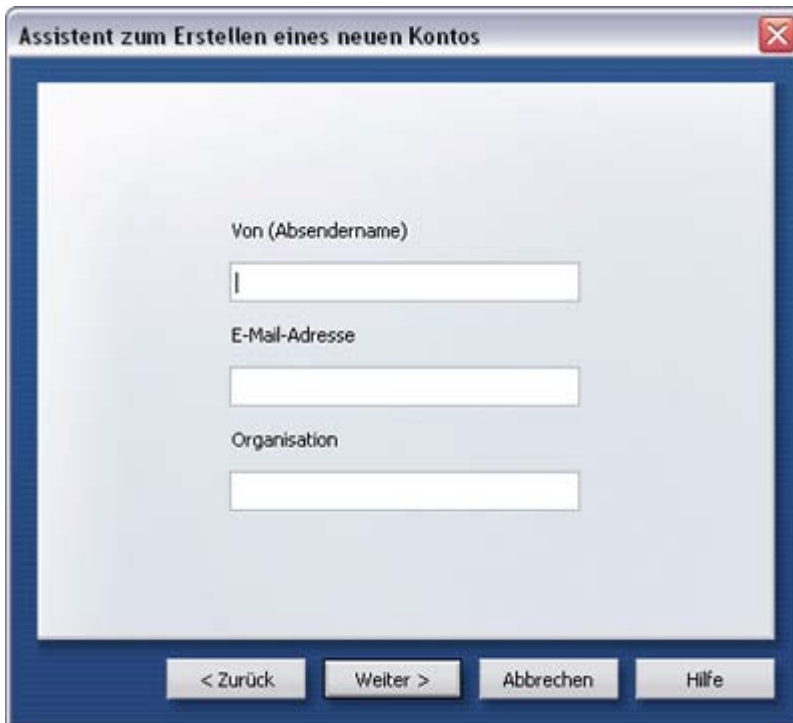 Assistent zum Erstellen eines neuen Kontos
Von (Absendername)
E-Mail-Adresse
Organisation
< Zurück Weiter > Abbrechen Hilfe